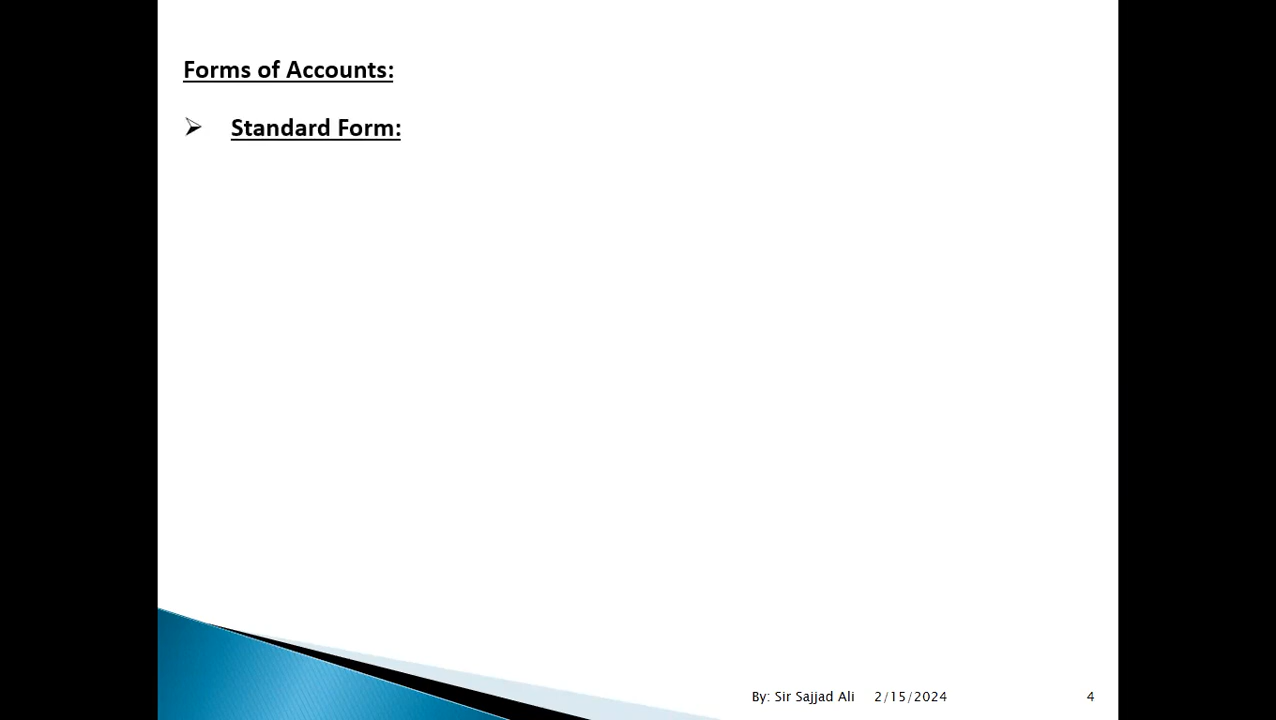 Forms of Accounts:
➢ Standard Form:
By: Sir Sajjad Ali 2/15/2024 4